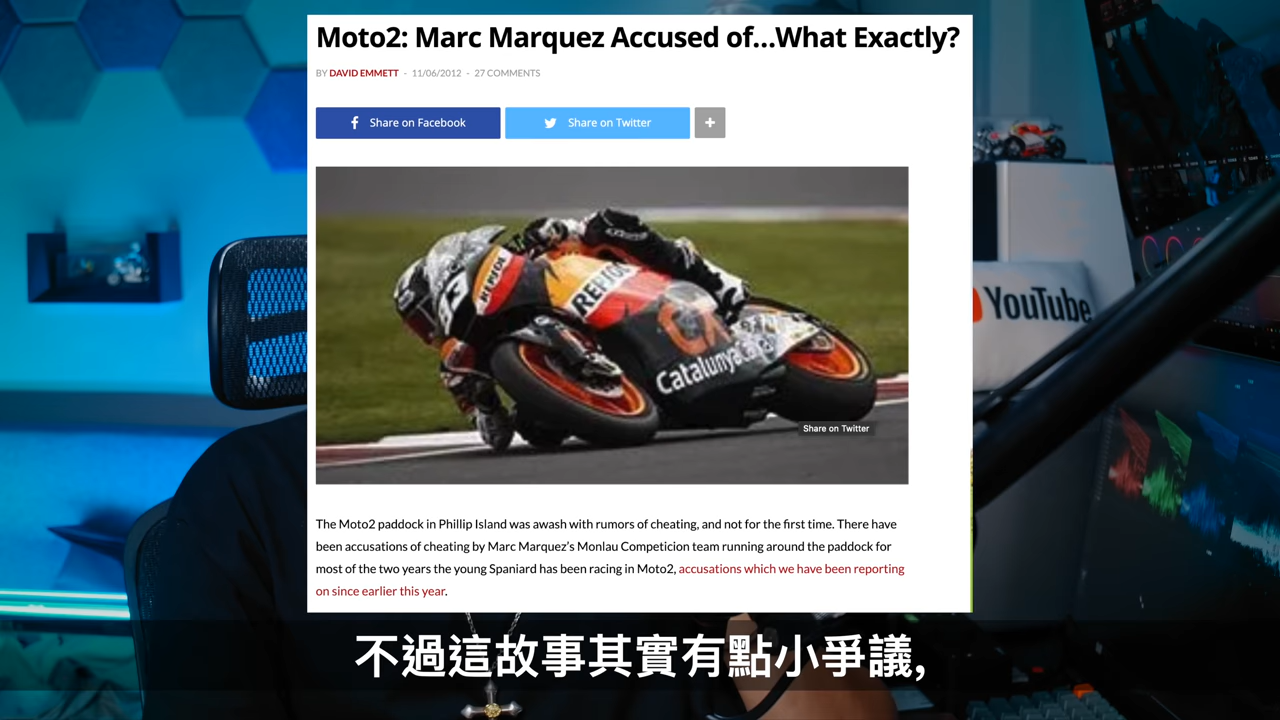 Moto2: Marc Marquez Accused of...What Exactly?
BY DAVID EMMETT - 11/06/2012 - 27 COMMENTS
Share on Facebook
Share on Twitter
+
REPSOL
93
REPSOL
Catalunya
Share on Twitter
YouTube
The Moto2 paddock in Phillip Island was awash with rumors of cheating, and not for the first time. There have
been accusations of cheating by Marc Marquez's Monlau Competicion team running around the paddock for
most of the two years the young Spaniard has been racing in Moto2, accusations which we have been reporting
on since earlier this year.
不過這故事其實有點小爭議,